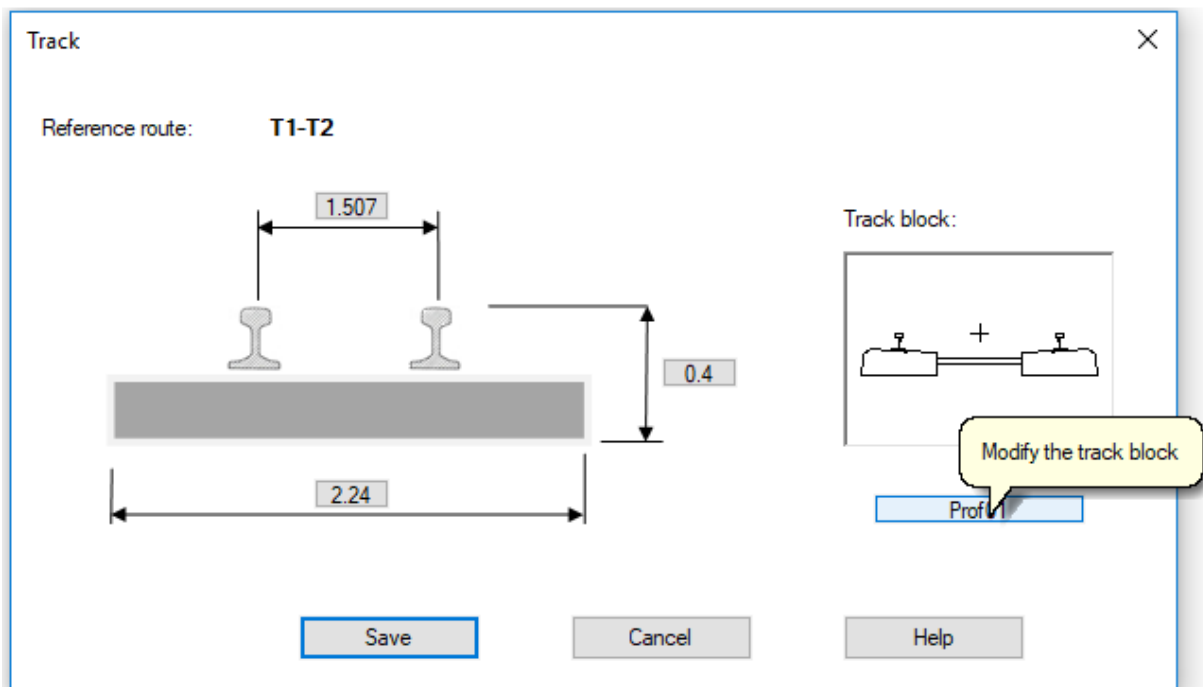 Track
Reference route: T1-T2
1.507
Track block:
0.4
Modify the track block
2.24
Save
Cancel
Help